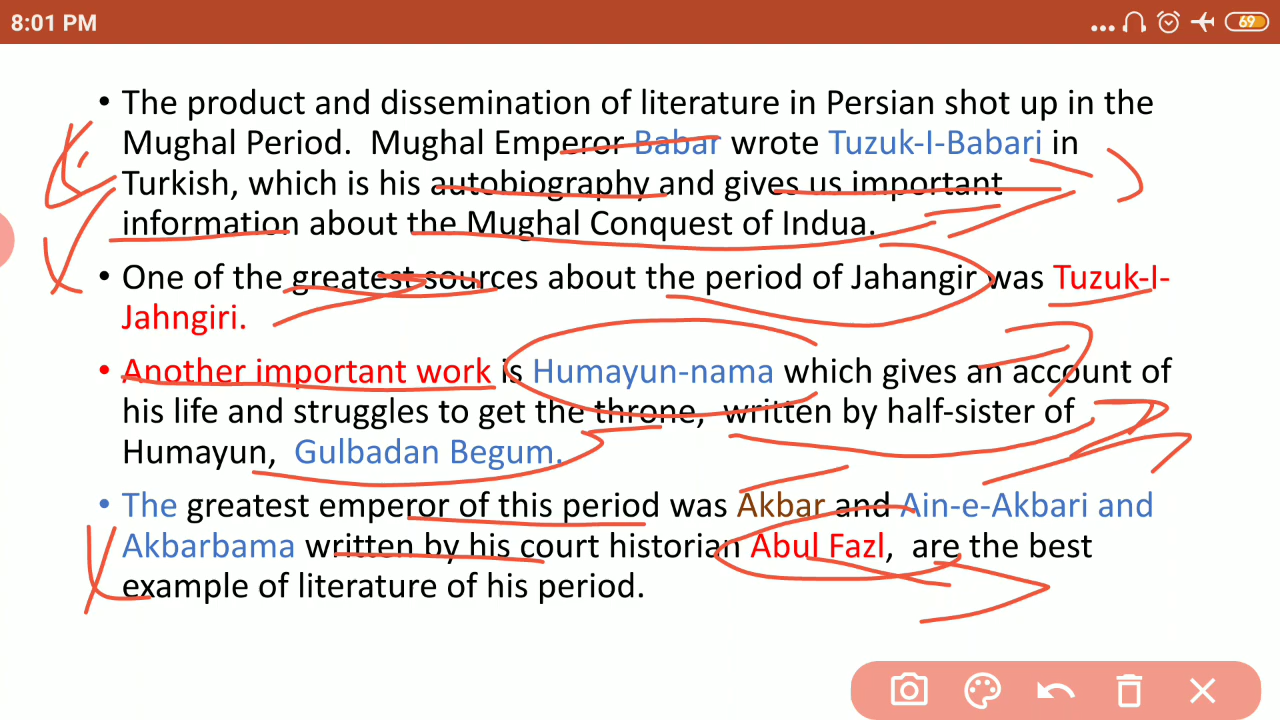 8:01 PM
69
• The product and dissemination of literature in Persian shot up in the
Mughal Period. Mughal Emperor Babar wrote Tuzuk-I-Babari in
Turkish, which is his autobiography and gives us important
information about the Mughal Conquest of Indua.
• One of the greatest sources about the period of Jahangir was Tuzuk-I-
Jahngiri.
• Another important work is Humayun-nama which gives an account of
his life and struggles to get the throne, written by half-sister of
Humayun, Gulbadan Begum.
• The greatest emperor of this period was Akbar and Ain-e-Akbari and
Akbarbama written by his court historian Abul Fazl, are the best
example of literature of his period.